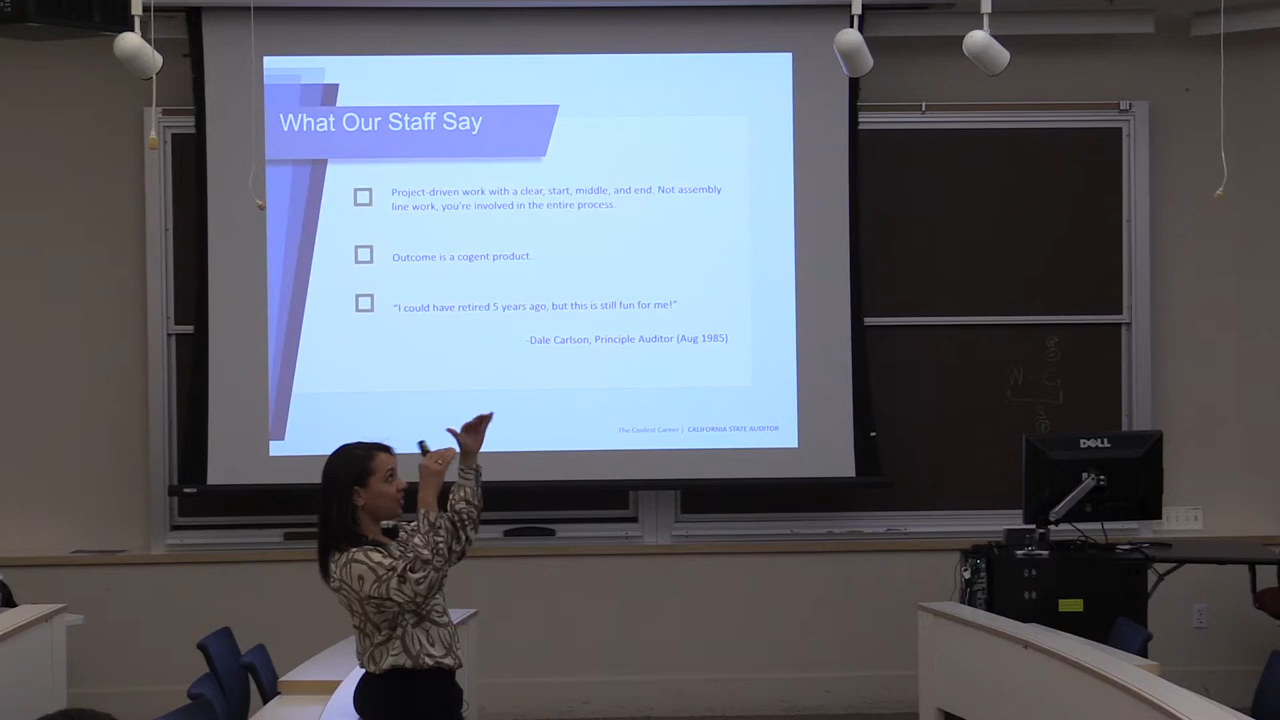 What Our Staff Say
Project-driven work with a clear, start, middle, and end. Not assembly
line work, you're involved in the entire process.
Outcome is a cogent product.
"I could have retired 5 years ago, but this is still fun for me!"
-Dale Carlson, Principle Auditor (Aug 1985)
The Coolest Career | CALIFORNIA STATE AUDITOR
DELL